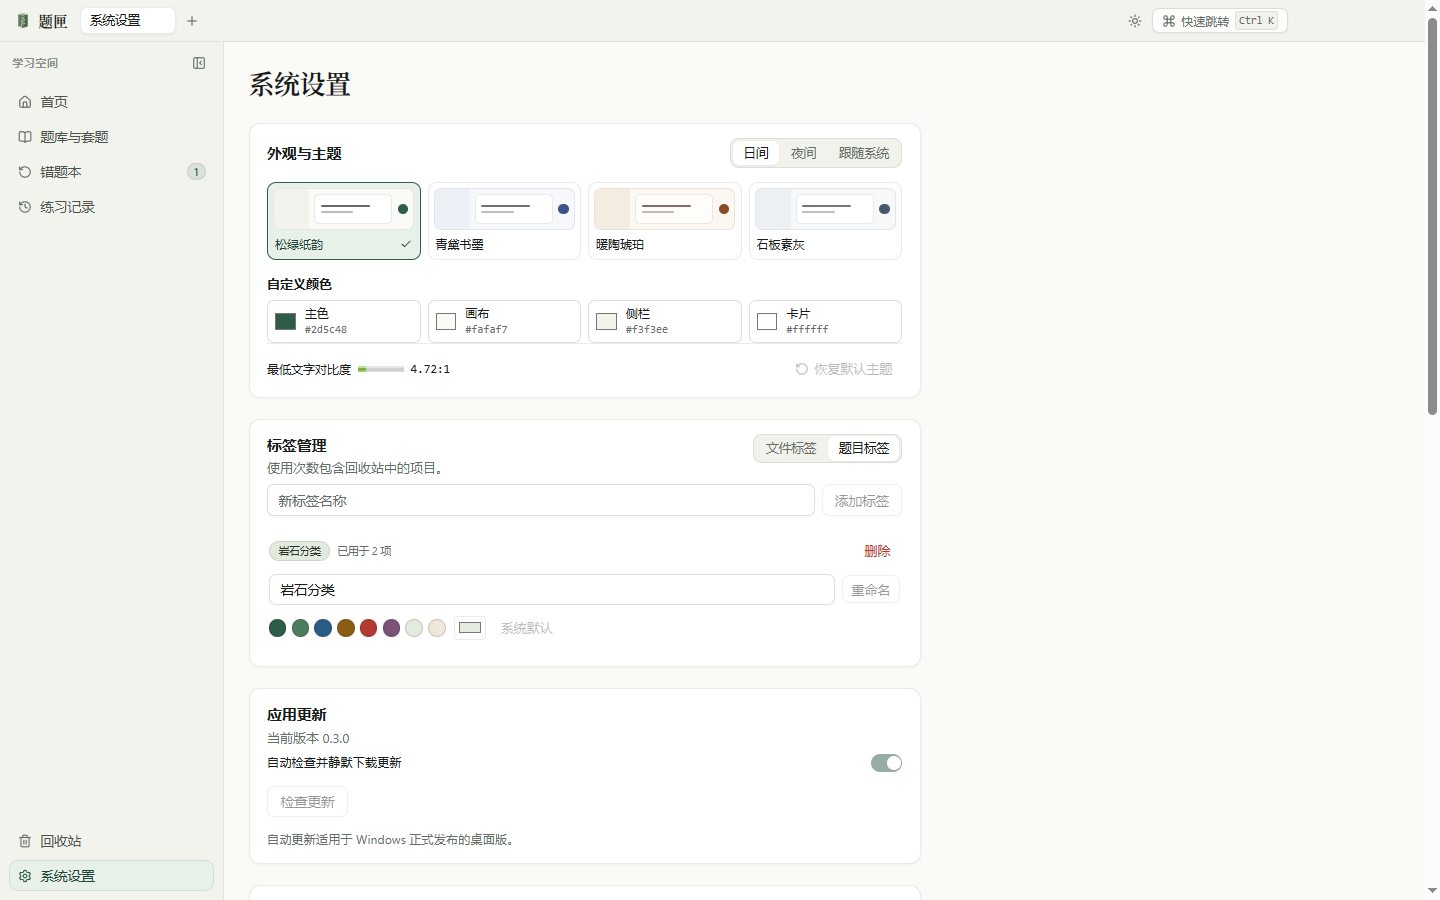 题匣
系统设置
快速跳转
Ctrl K
学习空间
首页
题库与套题
错题本
1
练习记录
回收站
系统设置
系统设置
外观与主题
日间
夜间
跟随系统
松绿纸韵
青黛书墨
暖陶琥珀
石板素灰
自定义颜色
主色
#2d5c48
画布
#fafaf7
侧栏
#f3f3ee
卡片
#ffffff
最低文字对比度
4.72:1
恢复默认主题
标签管理
文件标签
题目标签
使用次数包含回收站中的项目。
新标签名称
添加标签
岩石分类
已用于 2 项
删除
岩石分类
重命名
系统默认
应用更新
当前版本 0.3.0
自动检查并静默下载更新
检查更新
自动更新适用于 Windows 正式发布的桌面版。